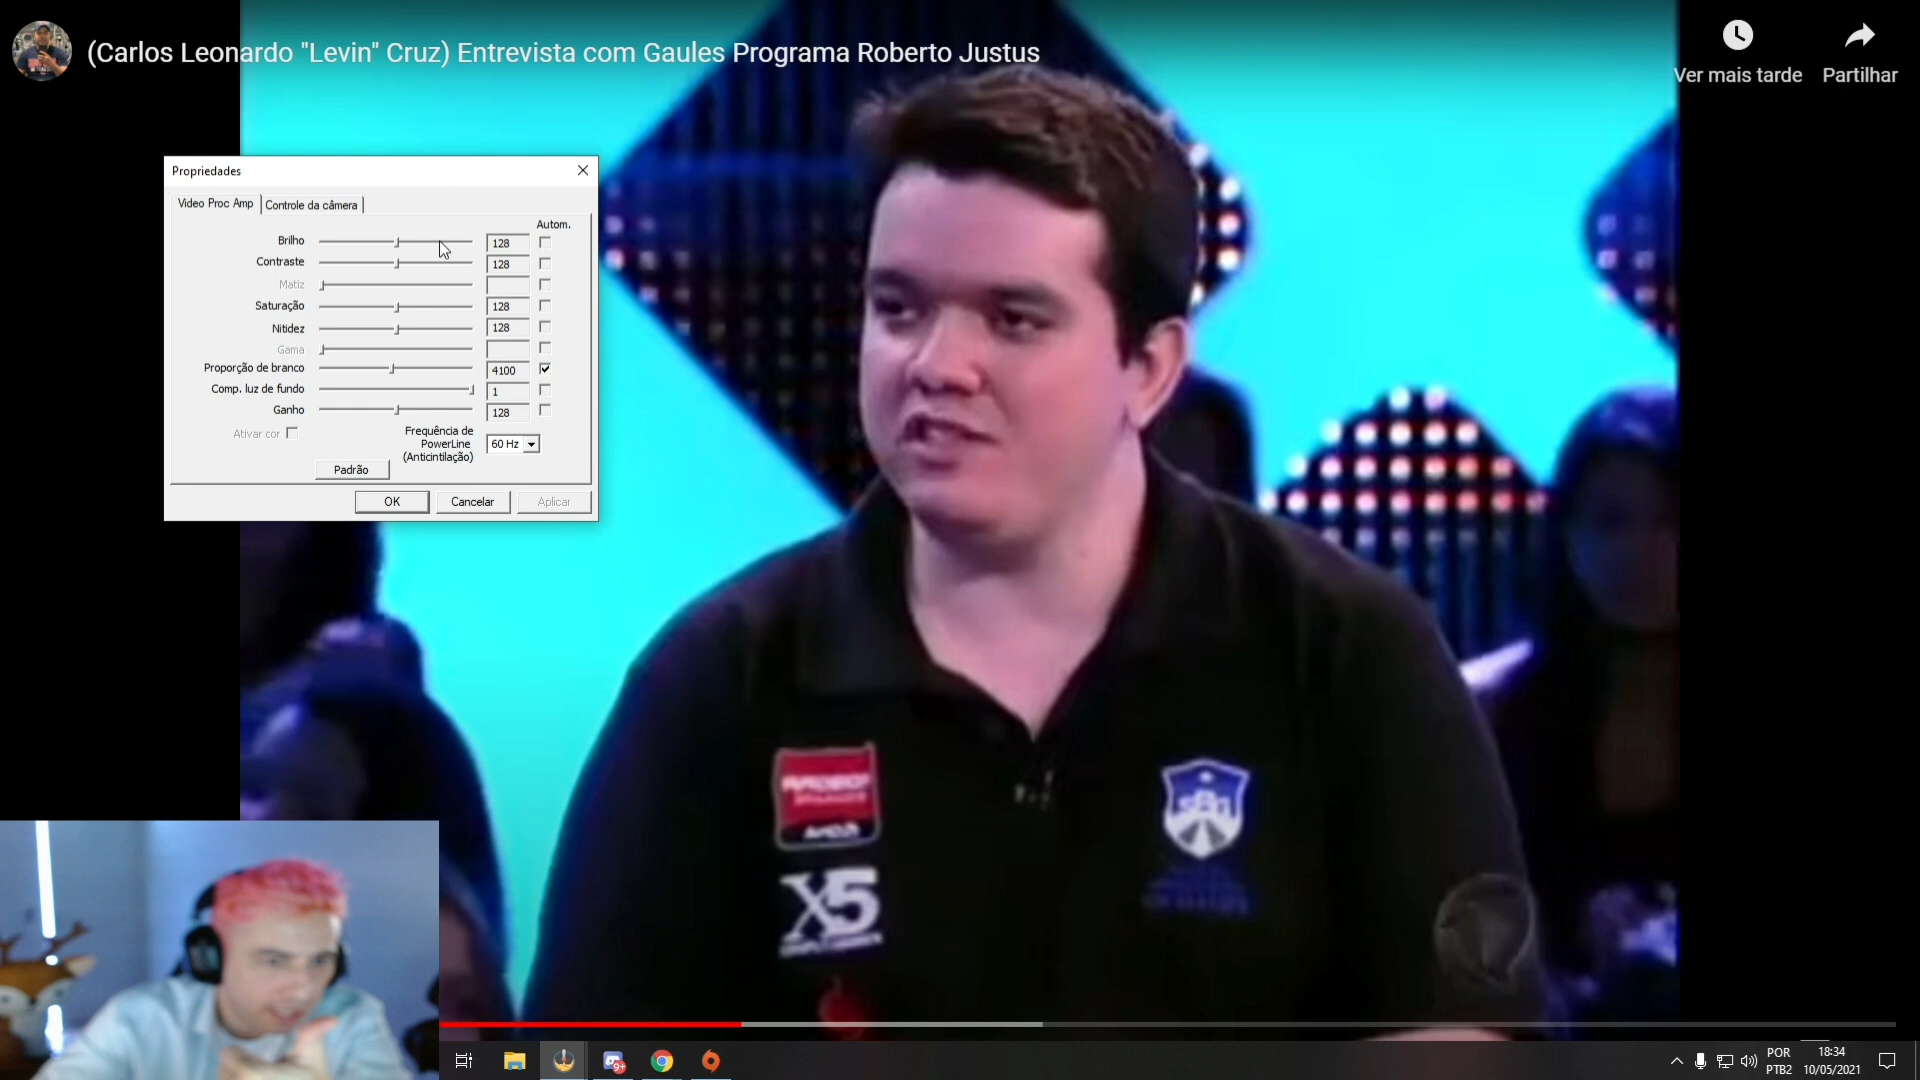 (Carlos Leonardo "Levin" Cruz) Entrevista com Gaules Programa Roberto Justus
Ver mais tarde
Partilhar
Propriedades
Video Proc Amp
Controle da câmera
Autom.
Brilho 128
Contraste 128
Matiz
Saturação 128
Nitidez 128
Gama
Proporção de branco 4100
Comp. luz de fundo 1
Ganho 128
Ativar cor
Frequência de
PowerLine
(Anticintilação)
60 Hz
Padrão
OK
Cancelar
Aplicar
AMD
X5
9+
POR
PTB2
18:34
10/05/2021